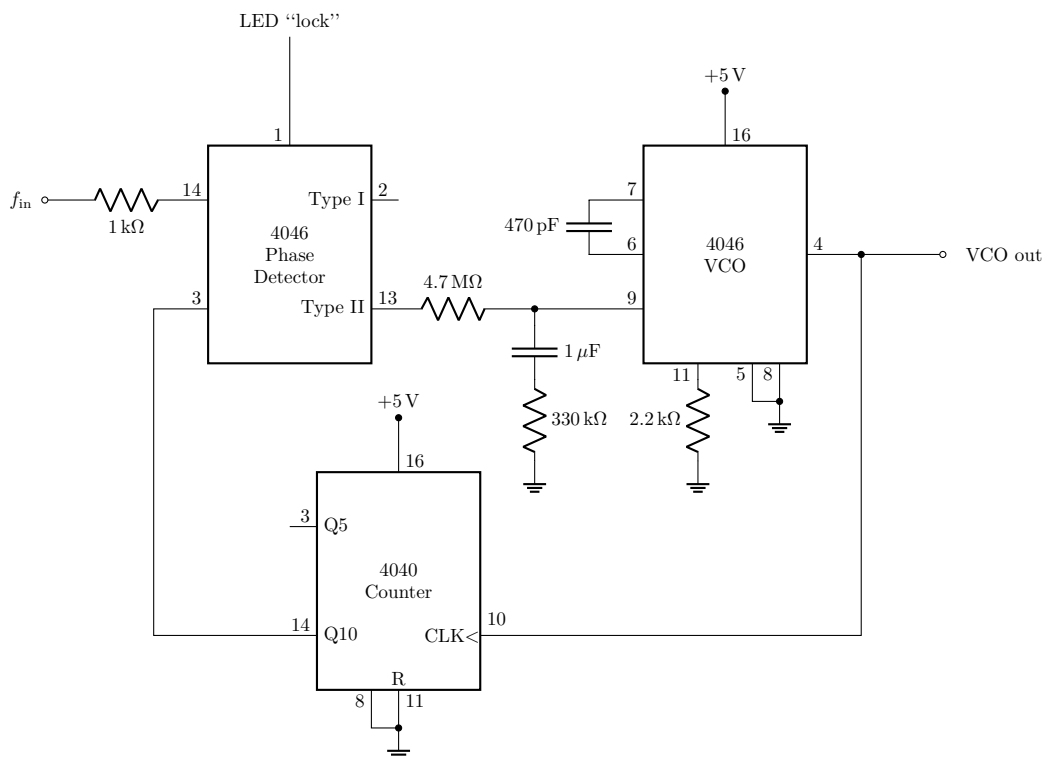 LED “lock”
1
+5 V
16
f_in
1 kΩ
14
Type I
2
4046
Phase
Detector
3
Type II
13
4.7 MΩ
470 pF
7
6
9
4046
VCO
4
VCO out
1 μF
330 kΩ
11
2.2 kΩ
5
8
+5 V
16
3
Q5
4040
Counter
14
Q10
CLK<
10
R
8
11